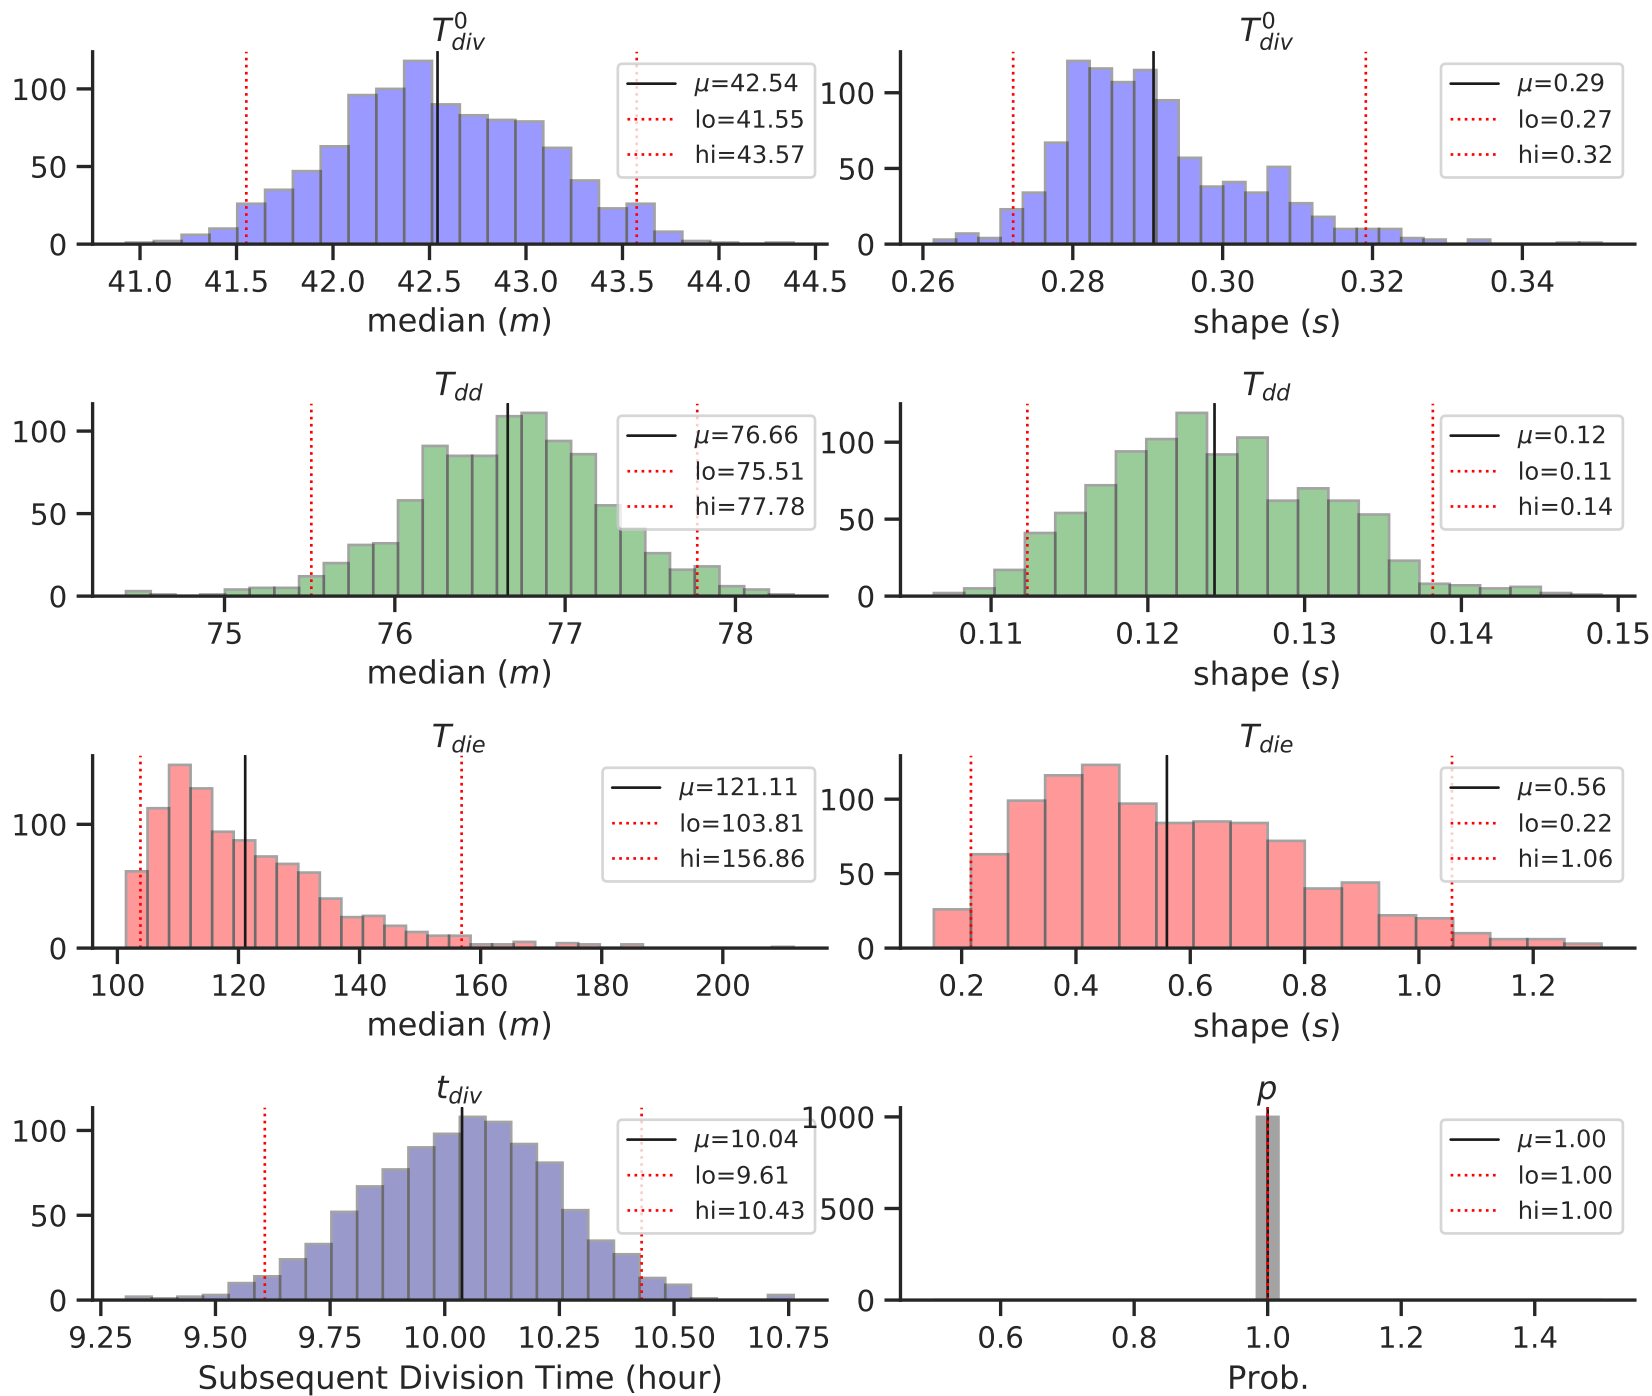 T⁰div
100
50
0
41.0 41.5 42.0 42.5 43.0 43.5 44.0 44.5
median (m)
μ=42.54
lo=41.55
hi=43.57
T⁰div
100
50
0
0.26 0.28 0.30 0.32 0.34
shape (s)
μ=0.29
lo=0.27
hi=0.32
Tdd
100
50
0
75 76 77 78
median (m)
μ=76.66
lo=75.51
hi=77.78
Tdd
100
50
0
0.11 0.12 0.13 0.14 0.15
shape (s)
μ=0.12
lo=0.11
hi=0.14
Tdie
100
0
100 120 140 160 180 200
median (m)
μ=121.11
lo=103.81
hi=156.86
Tdie
100
50
0
0.2 0.4 0.6 0.8 1.0 1.2
shape (s)
μ=0.56
lo=0.22
hi=1.06
tdiv
100
50
0
9.25 9.50 9.75 10.00 10.25 10.50 10.75
Subsequent Division Time (hour)
μ=10.04
lo=9.61
hi=10.43
p
1000
500
0
0.6 0.8 1.0 1.2 1.4
Prob.
μ=1.00
lo=1.00
hi=1.00